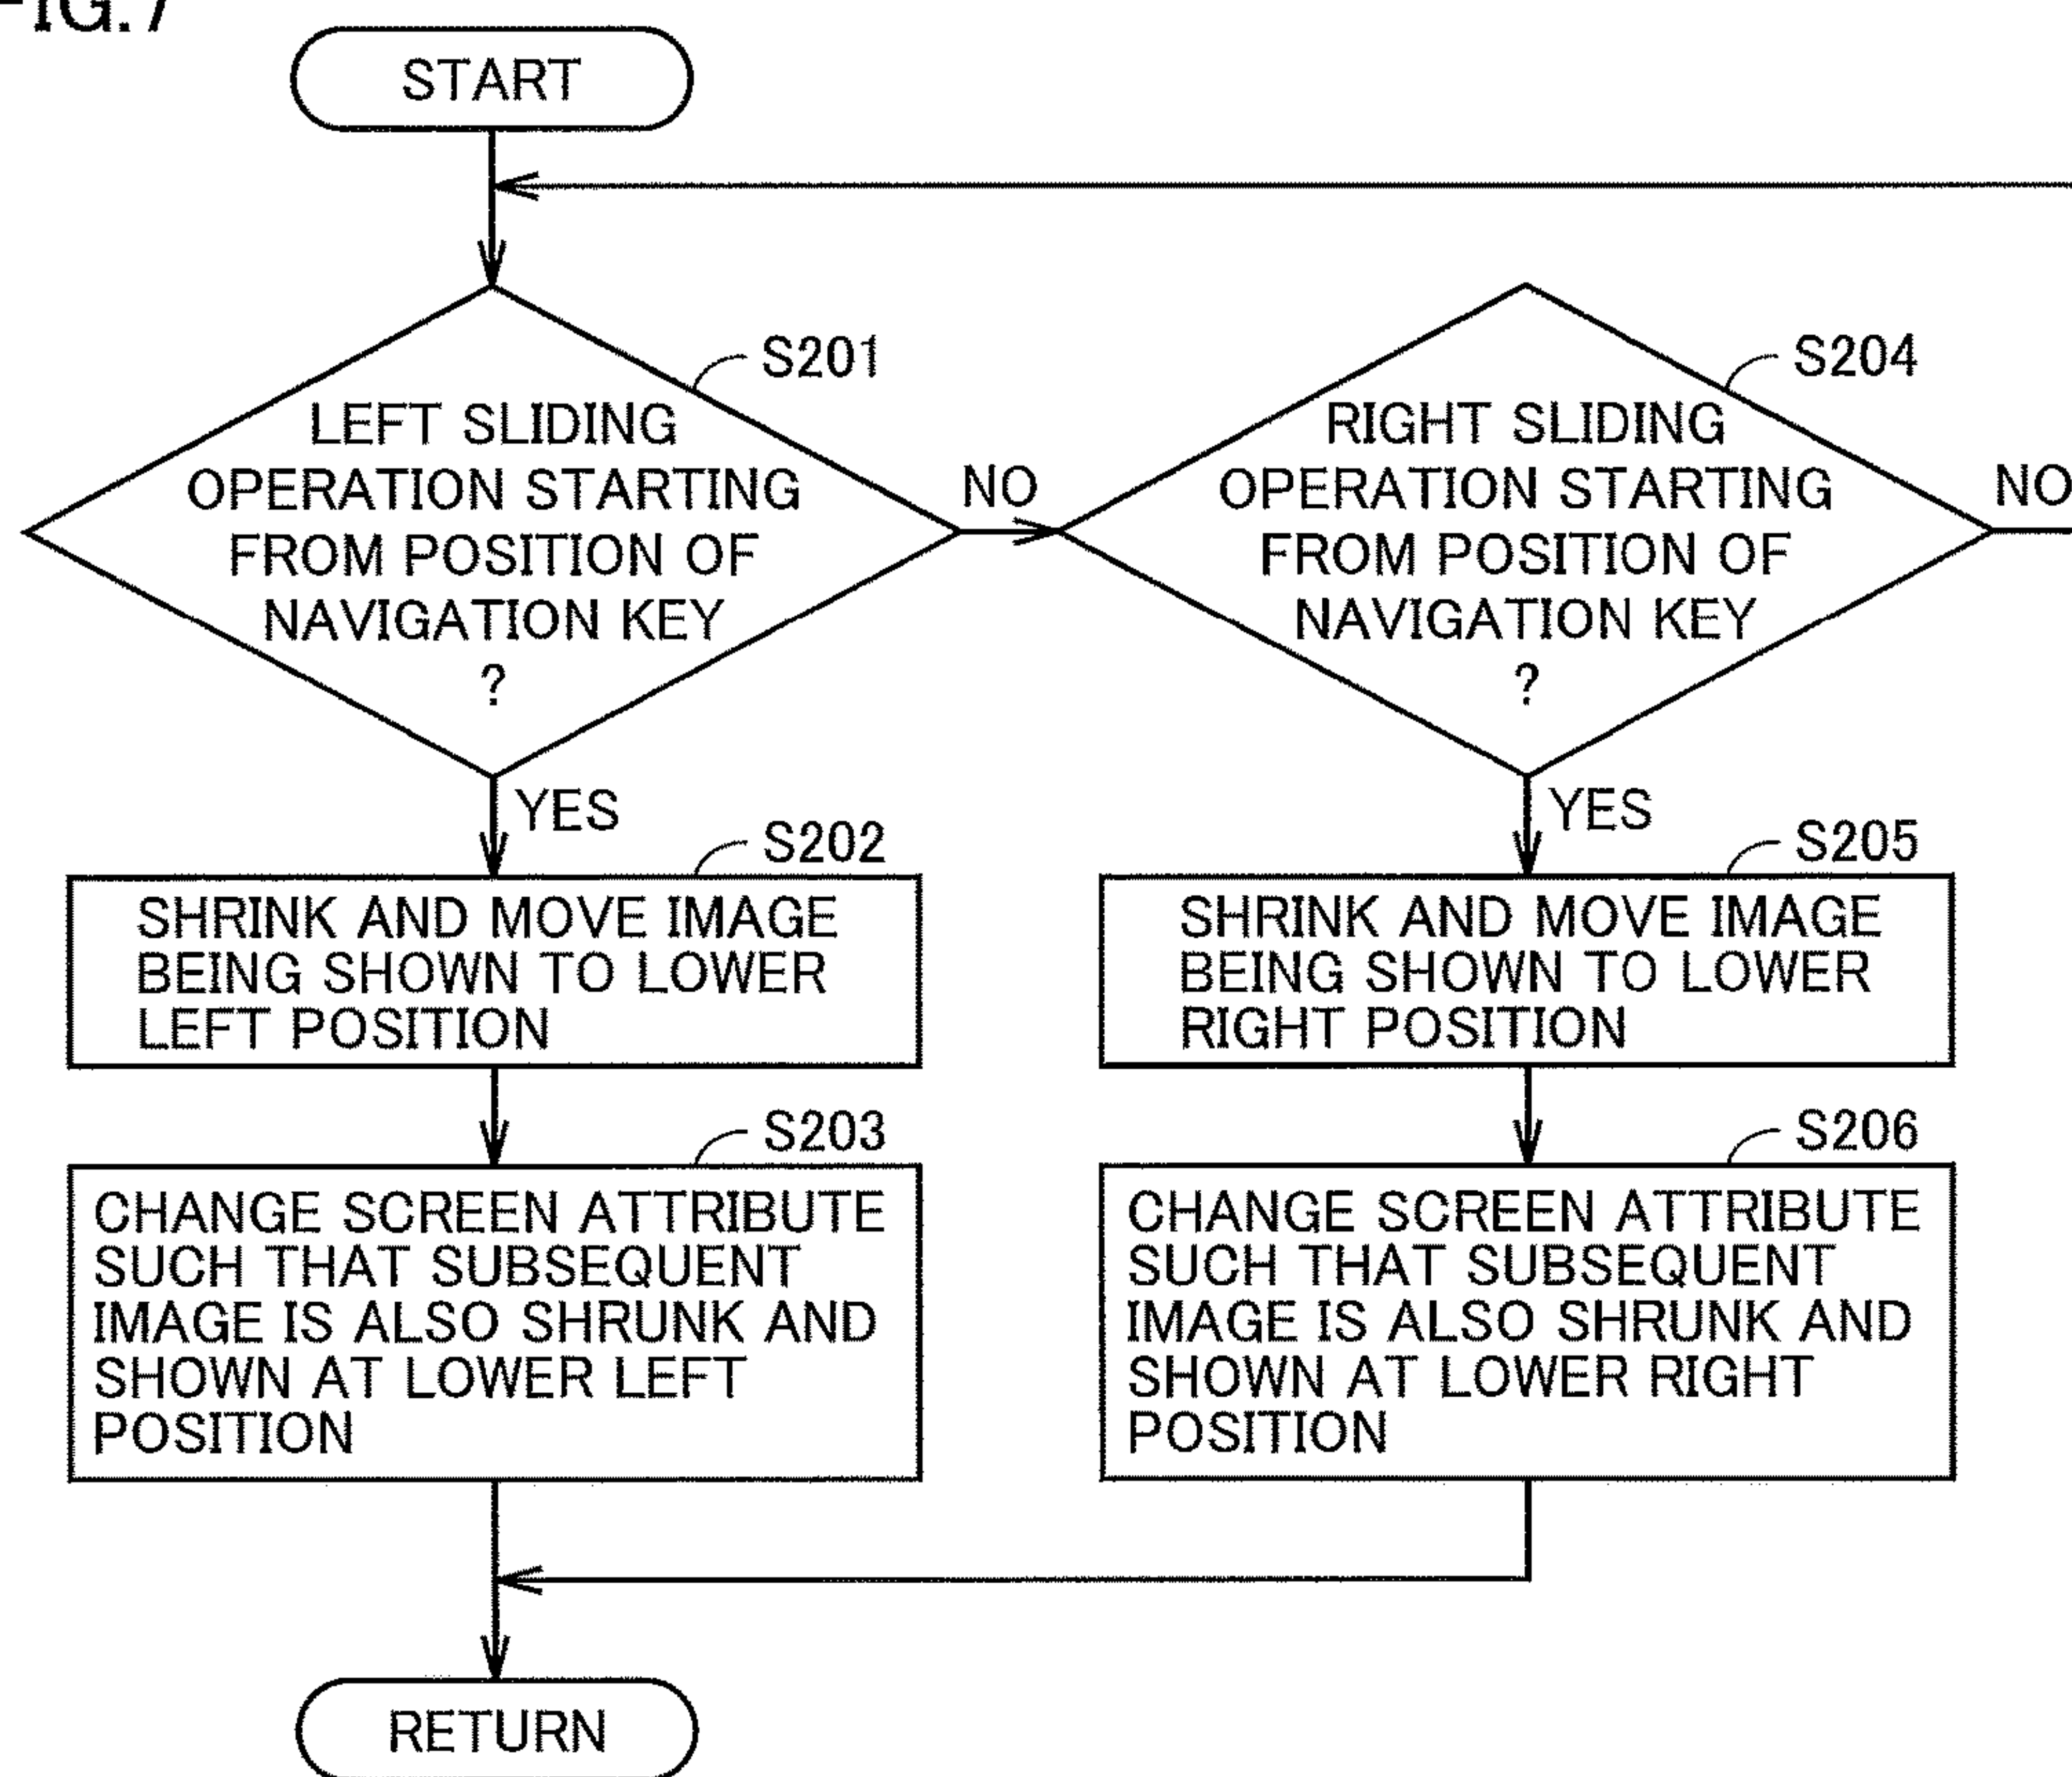 FIG.7
START
S201
LEFT SLIDING
OPERATION STARTING
FROM POSITION OF
NAVIGATION KEY
?
NO
S204
RIGHT SLIDING
OPERATION STARTING
FROM POSITION OF
NAVIGATION KEY
?
NO
YES
S202
SHRINK AND MOVE IMAGE
BEING SHOWN TO LOWER
LEFT POSITION
YES
S205
SHRINK AND MOVE IMAGE
BEING SHOWN TO LOWER
RIGHT POSITION
S203
CHANGE SCREEN ATTRIBUTE
SUCH THAT SUBSEQUENT
IMAGE IS ALSO SHRUNK AND
SHOWN AT LOWER LEFT
POSITION
S206
CHANGE SCREEN ATTRIBUTE
SUCH THAT SUBSEQUENT
IMAGE IS ALSO SHRUNK AND
SHOWN AT LOWER RIGHT
POSITION
RETURN